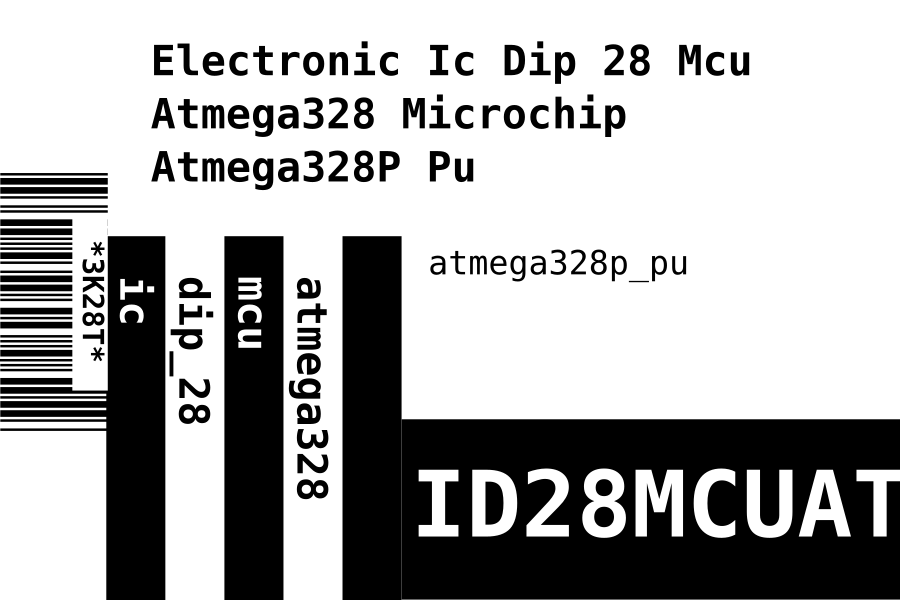 Electronic Ic Dip 28 Mcu
Atmega328 Microchip
Atmega328P Pu
*3K28T*
ic
dip_28
mcu
atmega328
atmega328p_pu
ID28MCUAT